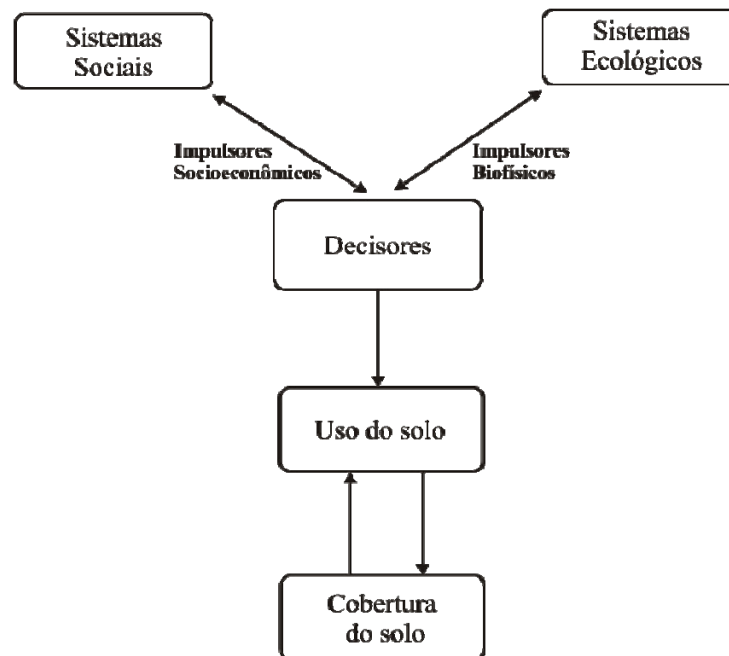 Sistemas
Sociais
Sistemas
Ecológicos
Impulsores
Socioeconômicos
Impulsores
Biofísicos
Decisores
Uso do solo
Cobertura
do solo